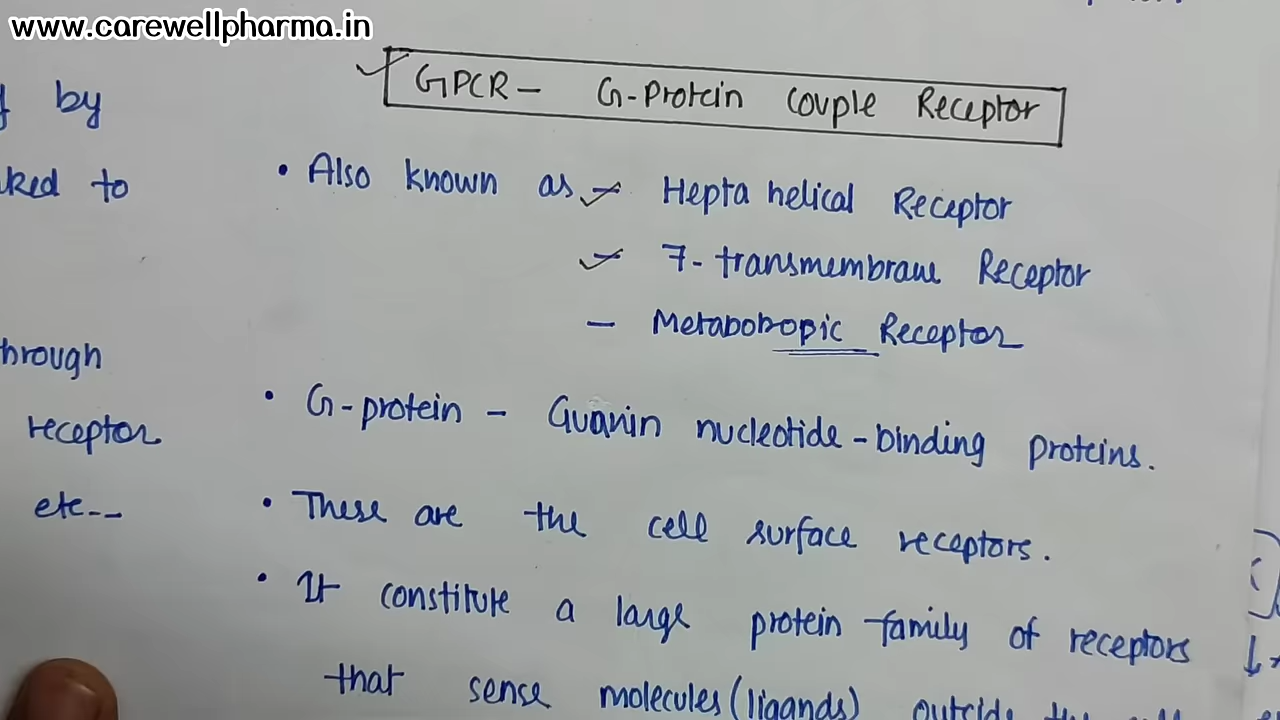 www.carewellpharma.in
GPCR- G-Protein Couple Receptor
by
ked to
hrough
receptor
etc--
• Also known as Hepta helical Receptor
7-transmembrane Receptor
- Metabotropic Receptor
• G-protein - Guanin nucleotide-binding proteins.
• These are the cell surface receptors.
• It constitute a large protein family of receptors
that sense molecules (ligands) outside the